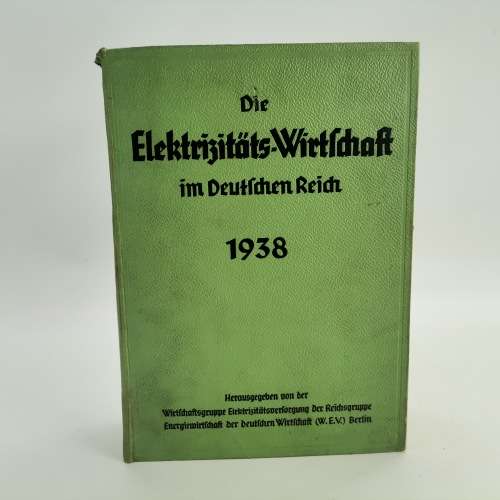 Die
Elektrizitäts-Wirtschaft
im Deutschen Reich
1938
Herausgegeben von der
Wirtschaftsgruppe Elektrizitätsversorgung der Reichsgruppe
Energiewirtschaft der deutschen Wirtschaft (W.E.V.) Berlin